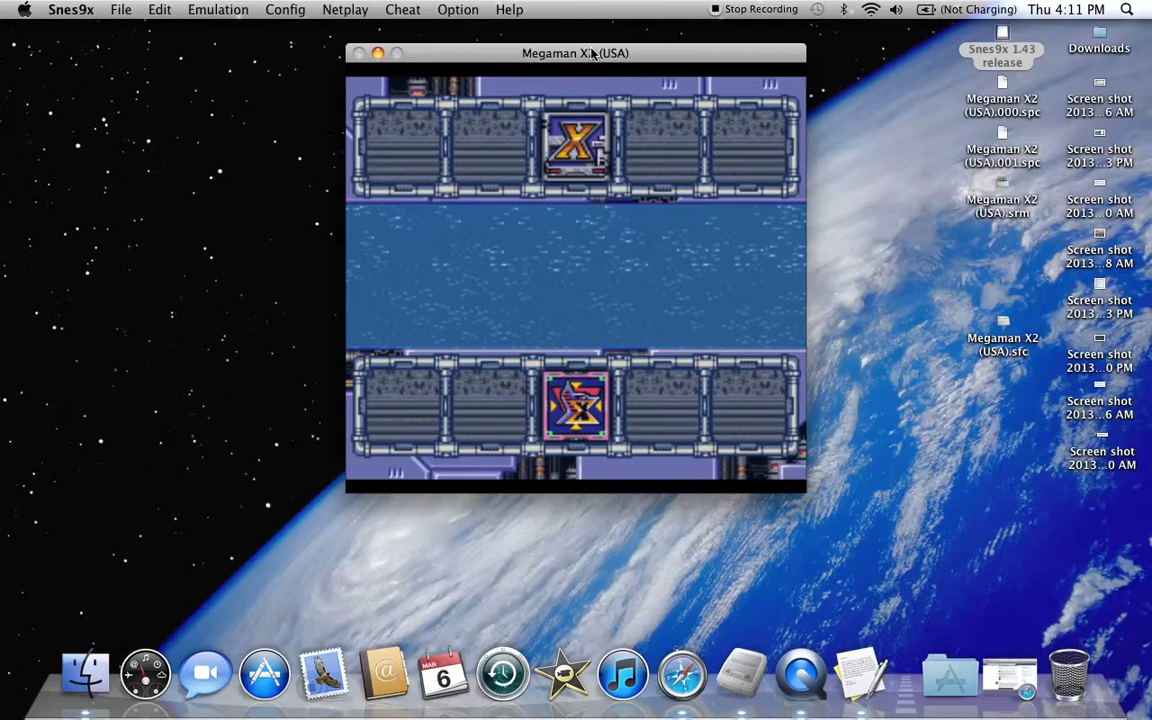 Snes9x File Edit Emulation Config Netplay Cheat Option Help Stop Recording (Not Charging) Thu 4:11 PM
Megaman X2 (USA)
X
X
Snes9x 1.43
release
Downloads
Megaman X2
(USA).000.spc
Screen shot
2013...6 AM
Megaman X2
(USA).001.spc
Screen shot
2013...3 PM
Megaman X2
(USA).srm
Screen shot
2013...0 AM
Screen shot
2013...8 AM
Screen shot
2013...3 PM
Megaman X2
(USA).sfc
Screen shot
2013...0 PM
Screen shot
2013...6 AM
Screen shot
2013...0 AM
MAR
6